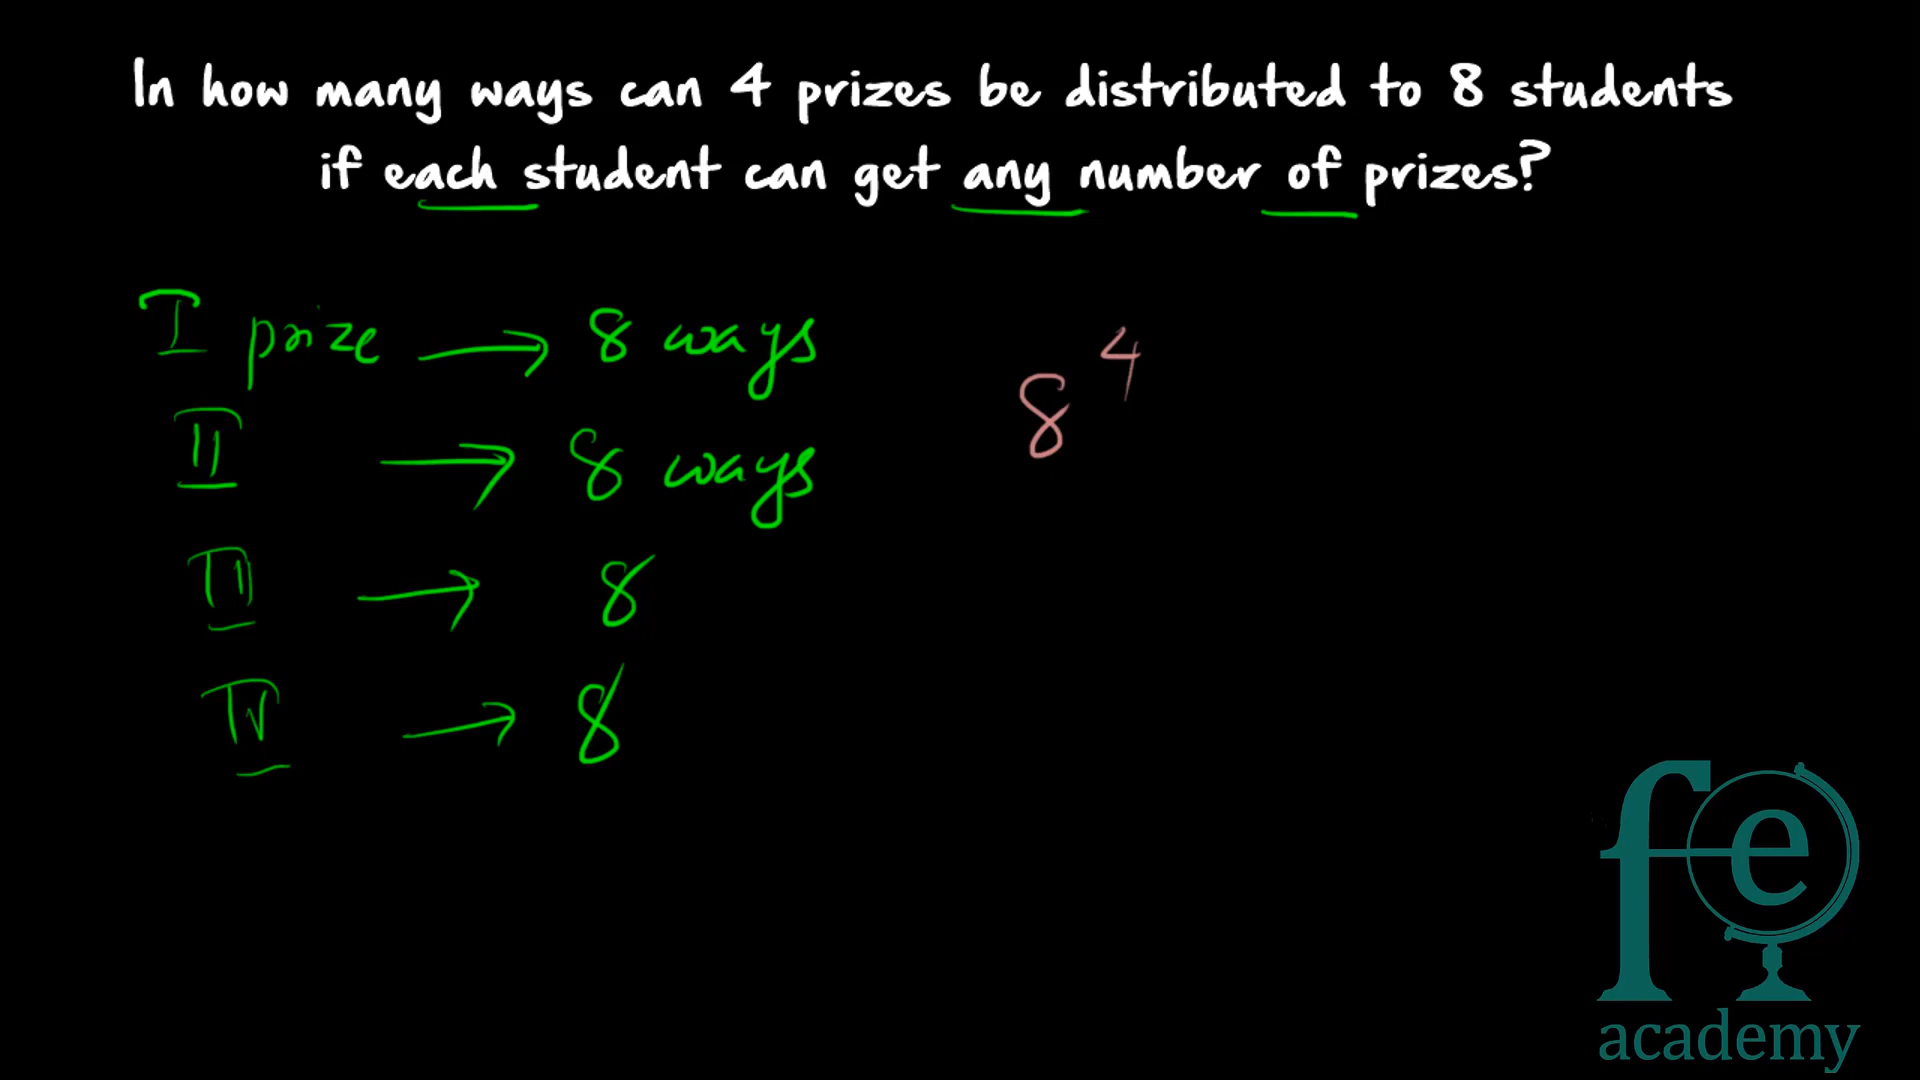 In how many ways can 4 prizes be distributed to 8 students
if each student can get any number of prizes?
I prize → 8 ways
II → 8 ways
III → 8
IV → 8
8⁴
fe
academy